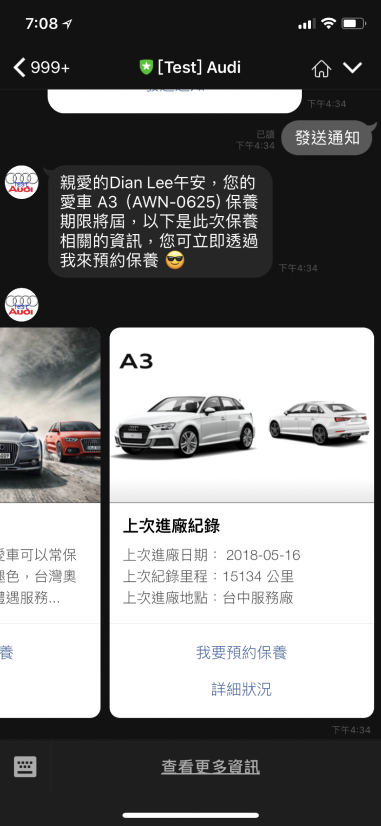 7:08
999+
[Test] Audi
下午4:34
已讀
下午4:34
發送通知
Test
Audi
親愛的Dian Lee午安，您的
愛車 A3（AWN-0625) 保養
期限將屆，以下是此次保養
相關的資訊，您可立即透過
我來預約保養 😎
下午4:34
Test
Audi
A3
愛車可以常保
褪色，台灣奧
禮遇服務...
養
上次進廠紀錄
上次進廠日期： 2018-05-16
上次紀錄里程：15134 公里
上次進廠地點：台中服務廠
我要預約保養
詳細狀況
下午4:34
查看更多資訊